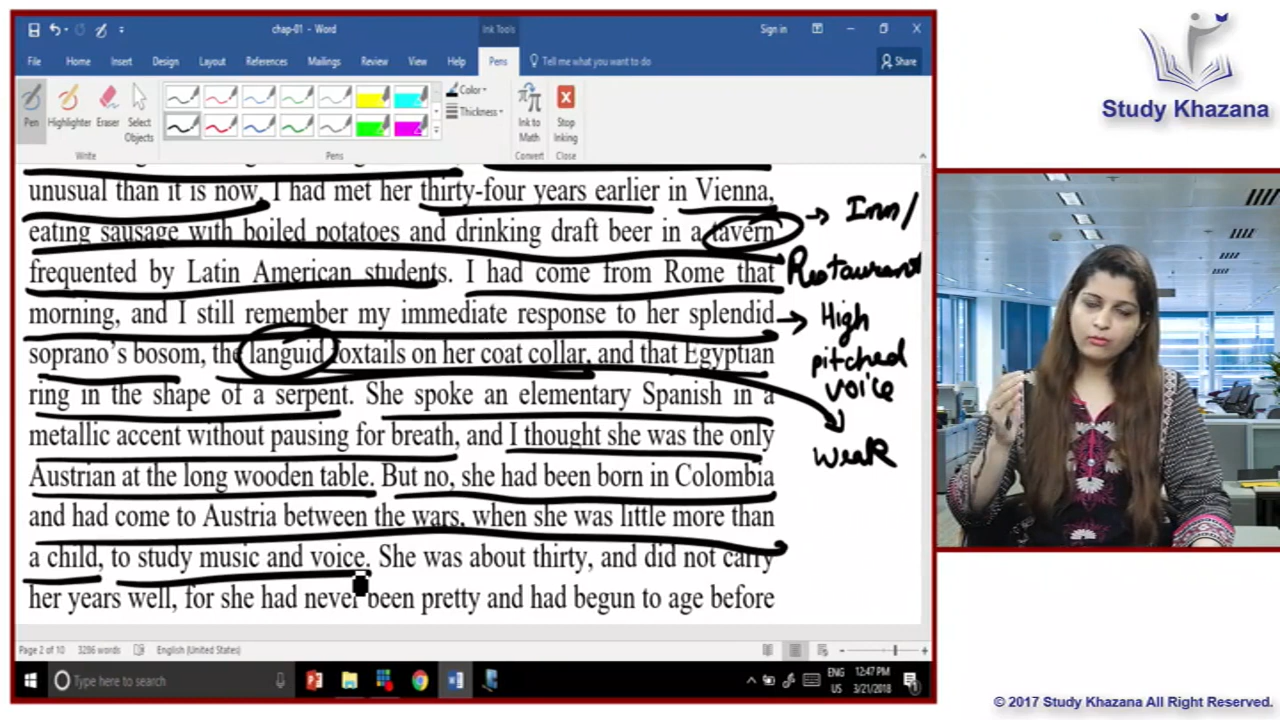 chap-01 - Word
Ink Tools
Sign in
File
Home
Insert
Design
Layout
References
Mailings
Review
View
Help
Pens
Tell me what you want to do
Share
Pen
Highlighter
Eraser
Select Objects
Color
Thickness
Ink to Math
Stop Inking
Write
Pens
Convert
Close
unusual than it is now. I had met her thirty-four years earlier in Vienna,
eating sausage with boiled potatoes and drinking draft beer in a tavern
frequented by Latin American students. I had come from Rome that
morning, and I still remember my immediate response to her splendid
soprano's bosom, the languid foxtails on her coat collar, and that Egyptian
ring in the shape of a serpent. She spoke an elementary Spanish in a
metallic accent without pausing for breath, and I thought she was the only
Austrian at the long wooden table. But no, she had been born in Colombia
and had come to Austria between the wars, when she was little more than
a child, to study music and voice. She was about thirty, and did not carry
her years well, for she had never been pretty and had begun to age before
Inn/
Restaurant
High
pitched
voice
weak
Page 2 of 10
3286 words
English (United States)
Type here to search
ENG
US
12:47 PM
3/21/2018
Study Khazana
© 2017 Study Khazana All Right Reserved.